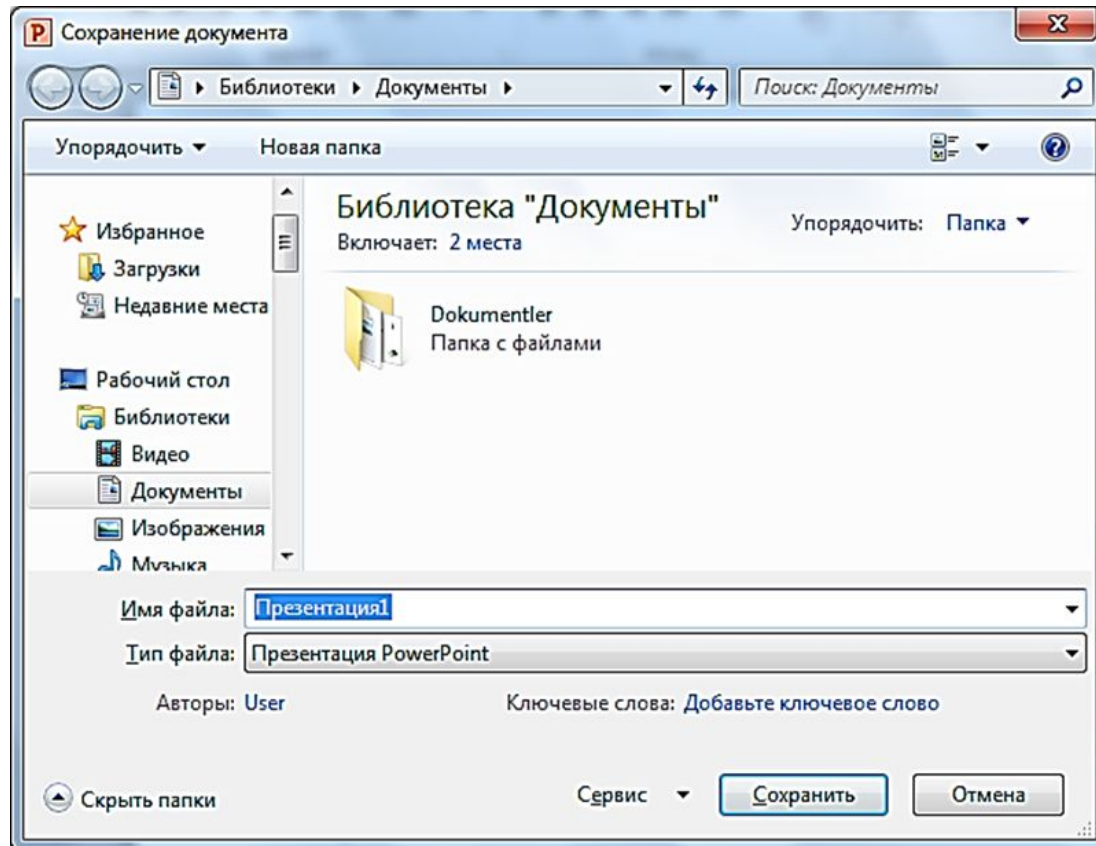 Сохранение документа
Библиотеки Документы
Поиск: Документы
Упорядочить Новая папка
Избранное
Загрузки
Недавние места
Рабочий стол
Библиотеки
Видео
Документы
Изображения
Музыка
Библиотека "Документы"
Включает: 2 места
Упорядочить: Папка
Dokumentler
Папка с файлами
Имя файла: Презентация1
Тип файла: Презентация PowerPoint
Авторы: User Ключевые слова: Добавьте ключевое слово
Скрыть папки Сервис Сохранить Отмена